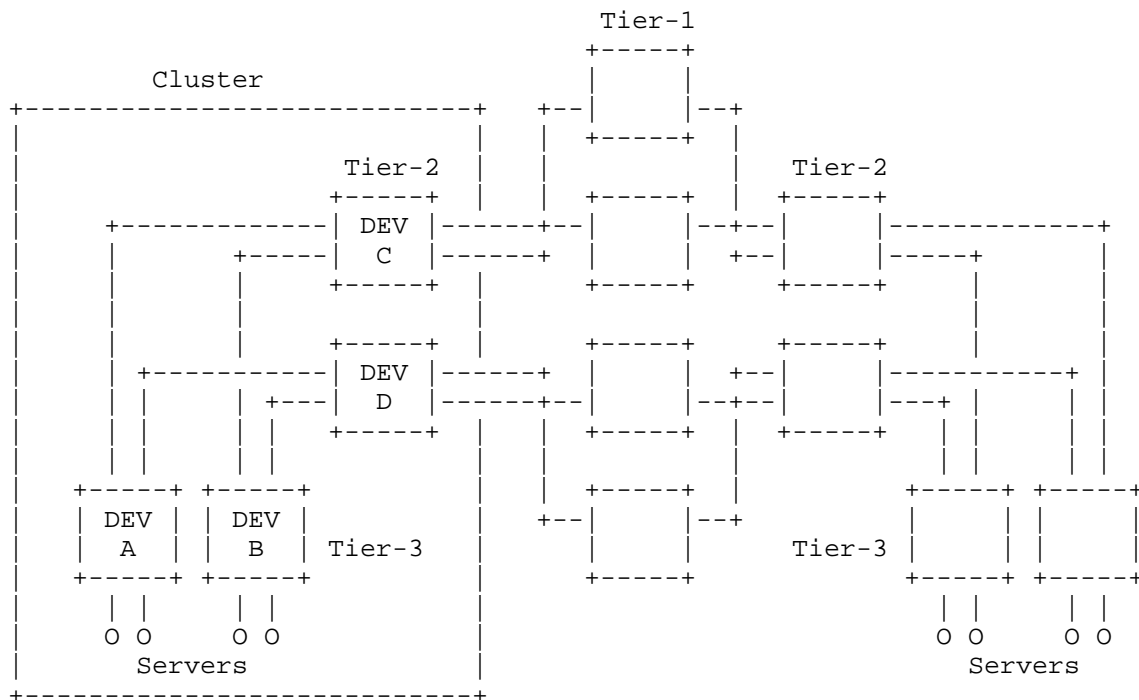 Tier-1
Cluster
Tier-2 Tier-2
DEV
C
DEV
D
DEV DEV
A B Tier-3 Tier-3
O O O O O O O O
Servers Servers